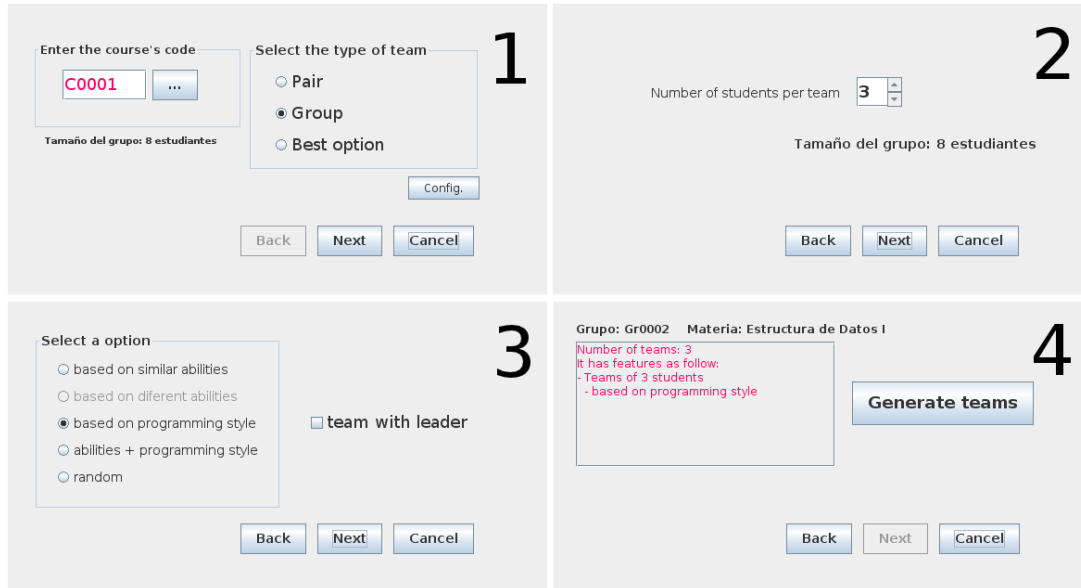 1
Enter the course's code
C0001
...
Tamaño del grupo: 8 estudiantes
Select the type of team
Pair
Group
Best option
Config.
Back Next Cancel
2
Number of students per team 3
Tamaño del grupo: 8 estudiantes
Back Next Cancel
3
Select a option
based on similar abilities
based on diferent abilities
based on programming style
abilities + programming style
random
team with leader
Back Next Cancel
4
Grupo: Gr0002 Materia: Estructura de Datos I
Number of teams: 3
It has features as follow:
- Teams of 3 students
- based on programming style
Generate teams
Back Next Cancel